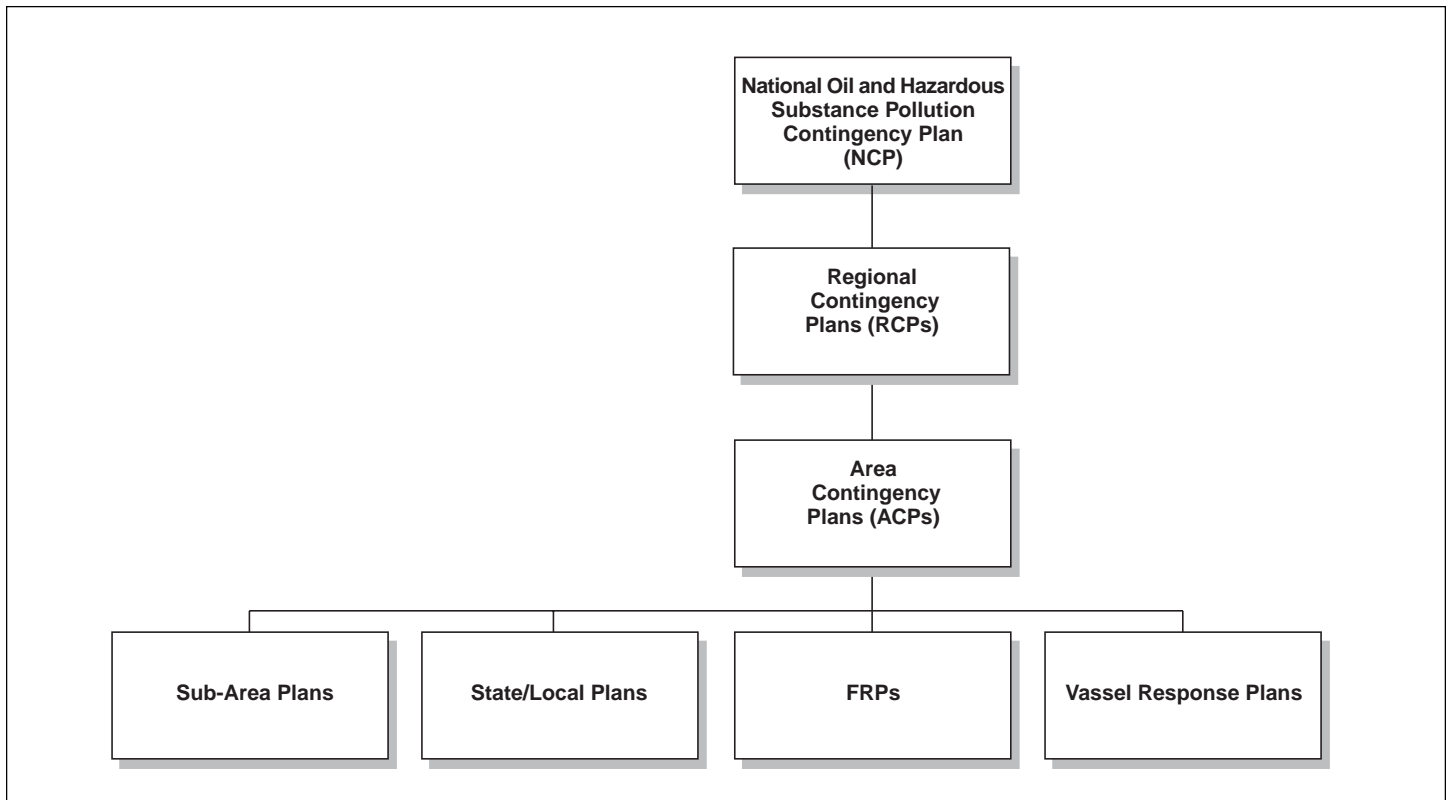 National Oil and Hazardous
Substance Pollution
Contingency Plan
(NCP)
Regional
Contingency
Plans (RCPs)
Area
Contingency
Plans (ACPs)
Sub-Area Plans
State/Local Plans
FRPs
Vassel Response Plans